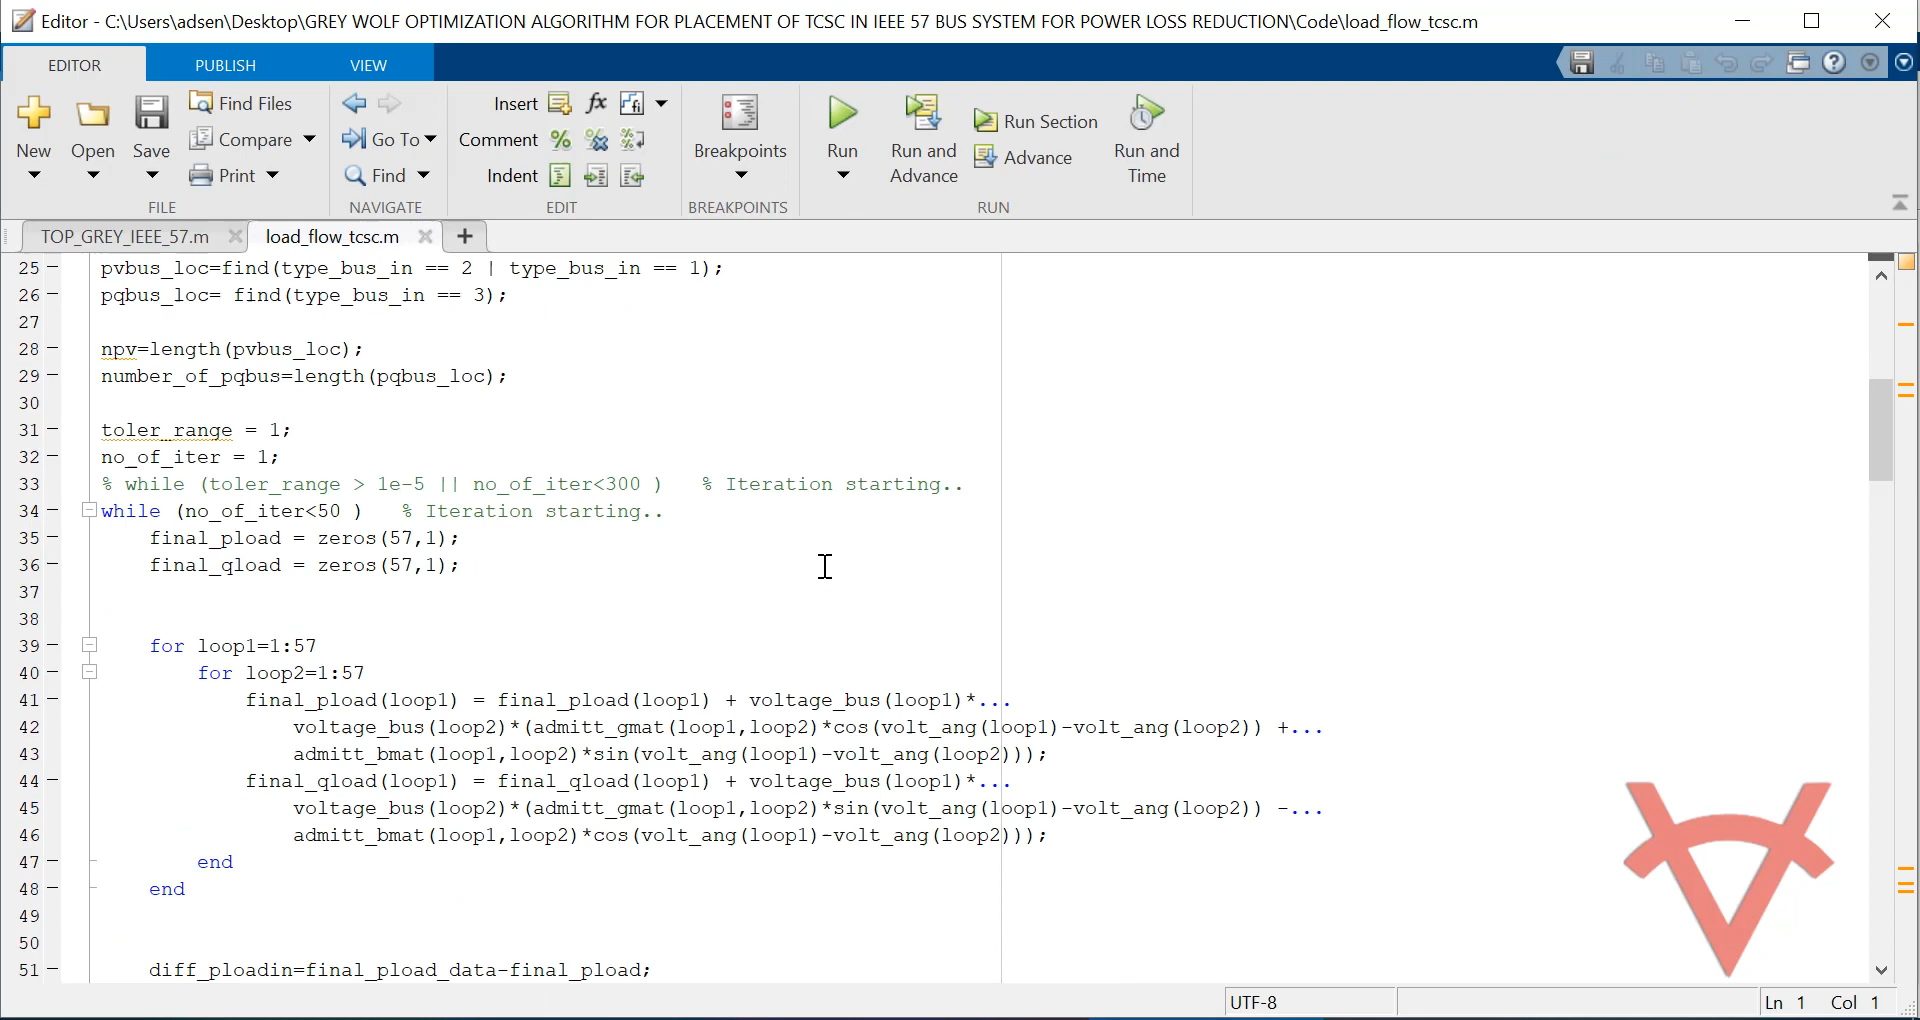 Editor - C:\Users\adsen\Desktop\GREY WOLF OPTIMIZATION ALGORITHM FOR PLACEMENT OF TCSC IN IEEE 57 BUS SYSTEM FOR POWER LOSS REDUCTION\Code\load_flow_tcsc.m
EDITOR PUBLISH VIEW
New Open Save Find Files Compare Print
Go To Find
Insert Comment Indent
Breakpoints Run Run and Advance Run Section Advance Run and Time
FILE NAVIGATE EDIT BREAKPOINTS RUN
TOP_GREY_IEEE_57.m load_flow_tcsc.m
25 pvbus_loc=find(type_bus_in == 2 | type_bus_in == 1);
26 pqbus_loc= find(type_bus_in == 3);
27
28 npv=length(pvbus_loc);
29 number_of_pqbus=length(pqbus_loc);
30
31 toler_range = 1;
32 no_of_iter = 1;
33 % while (toler_range > 1e-5 || no_of_iter<300 )   % Iteration starting..
34 while (no_of_iter<50 )   % Iteration starting..
35 final_pload = zeros(57,1);
36 final_qload = zeros(57,1);
37
38
39 for loop1=1:57
40 for loop2=1:57
41 final_pload(loop1) = final_pload(loop1) + voltage_bus(loop1)*...
42 voltage_bus(loop2)*(admitt_gmat(loop1,loop2)*cos(volt_ang(loop1)-volt_ang(loop2)) +...
43 admitt_bmat(loop1,loop2)*sin(volt_ang(loop1)-volt_ang(loop2)));
44 final_qload(loop1) = final_qload(loop1) + voltage_bus(loop1)*...
45 voltage_bus(loop2)*(admitt_gmat(loop1,loop2)*sin(volt_ang(loop1)-volt_ang(loop2)) -...
46 admitt_bmat(loop1,loop2)*cos(volt_ang(loop1)-volt_ang(loop2)));
47 end
48 end
49
50
51 diff_ploadin=final_pload_data-final_pload;
UTF-8 Ln 1 Col 1